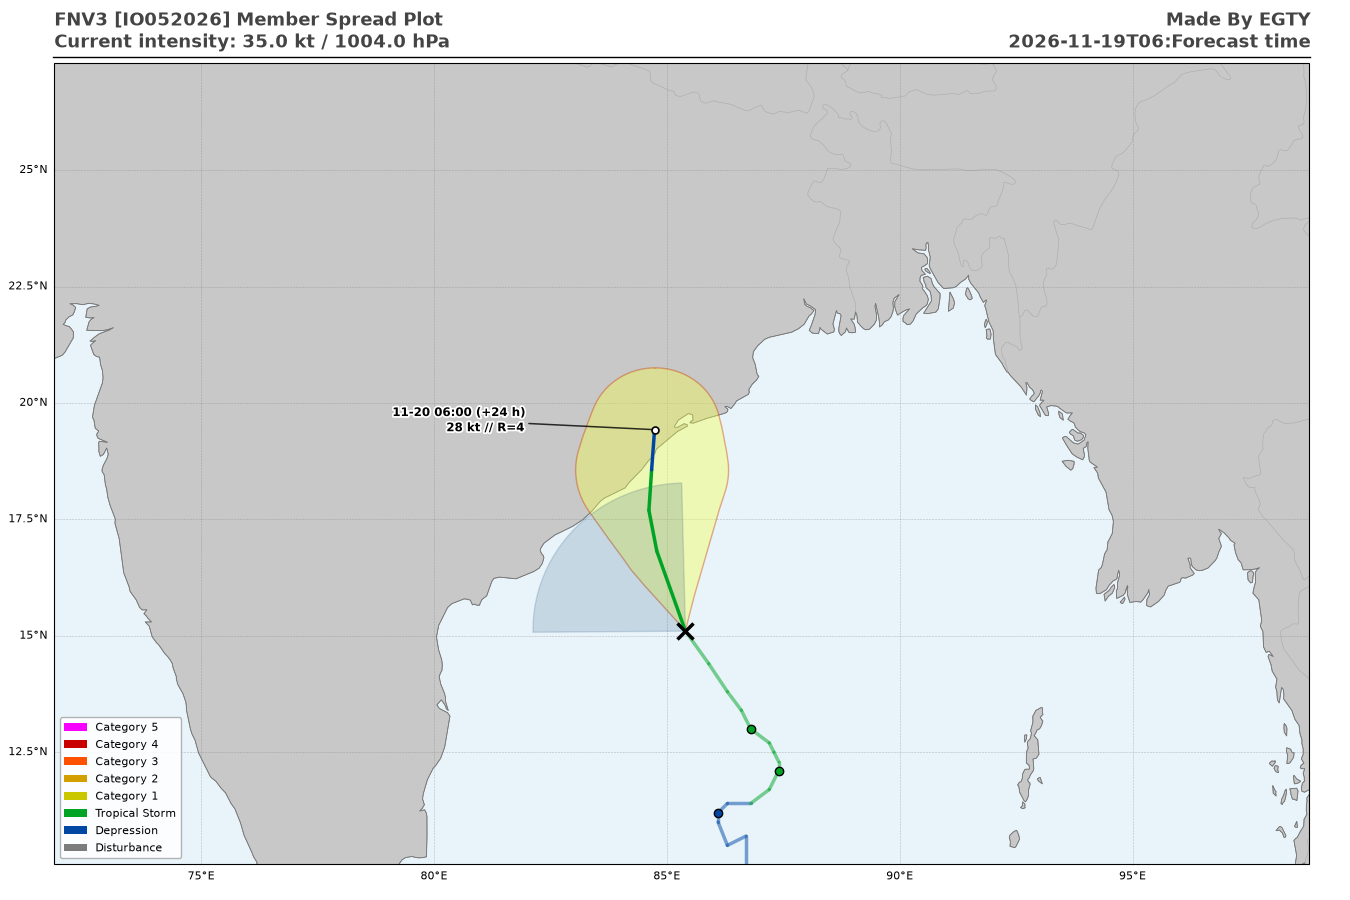 FNV3 [IO052026] Member Spread Plot
Made By EGTY
Current intensity: 35.0 kt / 1004.0 hPa
2026-11-19T06:Forecast time
25°N
22.5°N
20°N
17.5°N
15°N
12.5°N
11-20 06:00 (+24 h)
28 kt // R=4
Category 5
Category 4
Category 3
Category 2
Category 1
Tropical Storm
Depression
Disturbance
75°E
80°E
85°E
90°E
95°E